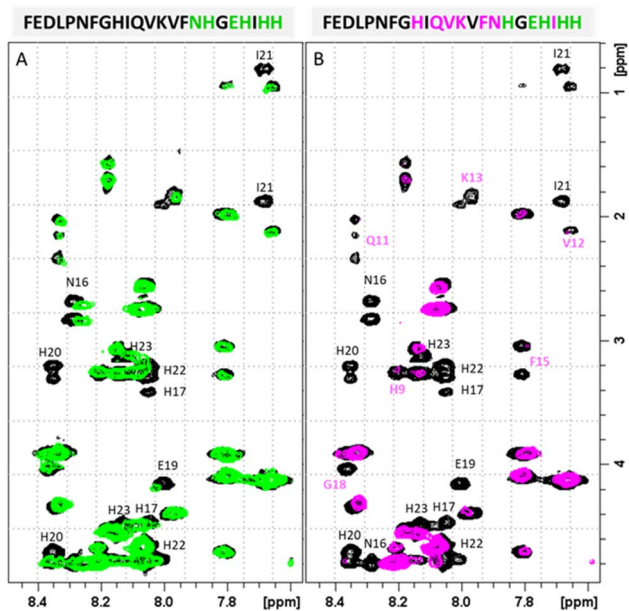 FEDLPNFGHIQVKVFNHGEHIHH
FEDLPNFGHIQVKVFNHGEHIHH
A
I21
I21
N16
H23
H20
H22
H17
E19
H23 H17
H20
H22
8.4 8.2 8.0 7.8 [ppm]
B
I21
K13
I21
Q11
V12
N16
H23
H20
H22
F15
H9
H17
G18
E19
H23 H17
H20 N16
H22
8.4 8.2 8.0 7.8 [ppm]
[ppm]
1
2
3
4